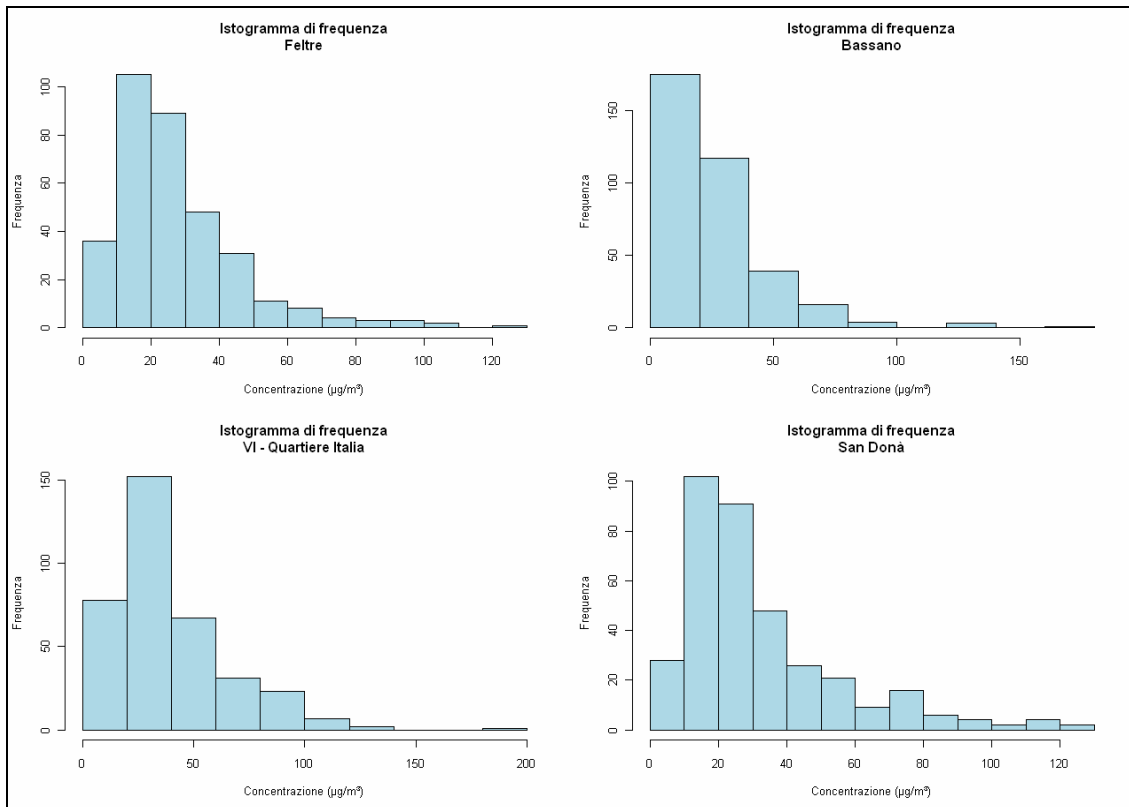 Istogramma di frequenza
Feltre
Frequenza
0 20 40 60 80 100
0 20 40 60 80 100 120
Concentrazione (µg/m³)
Istogramma di frequenza
Bassano
Frequenza
0 50 100 150
0 50 100 150
Concentrazione (µg/m³)
Istogramma di frequenza
VI - Quartiere Italia
Frequenza
0 50 100 150
0 50 100 150 200
Concentrazione (µg/m³)
Istogramma di frequenza
San Donà
Frequenza
0 20 40 60 80 100
0 20 40 60 80 100 120
Concentrazione (µg/m³)